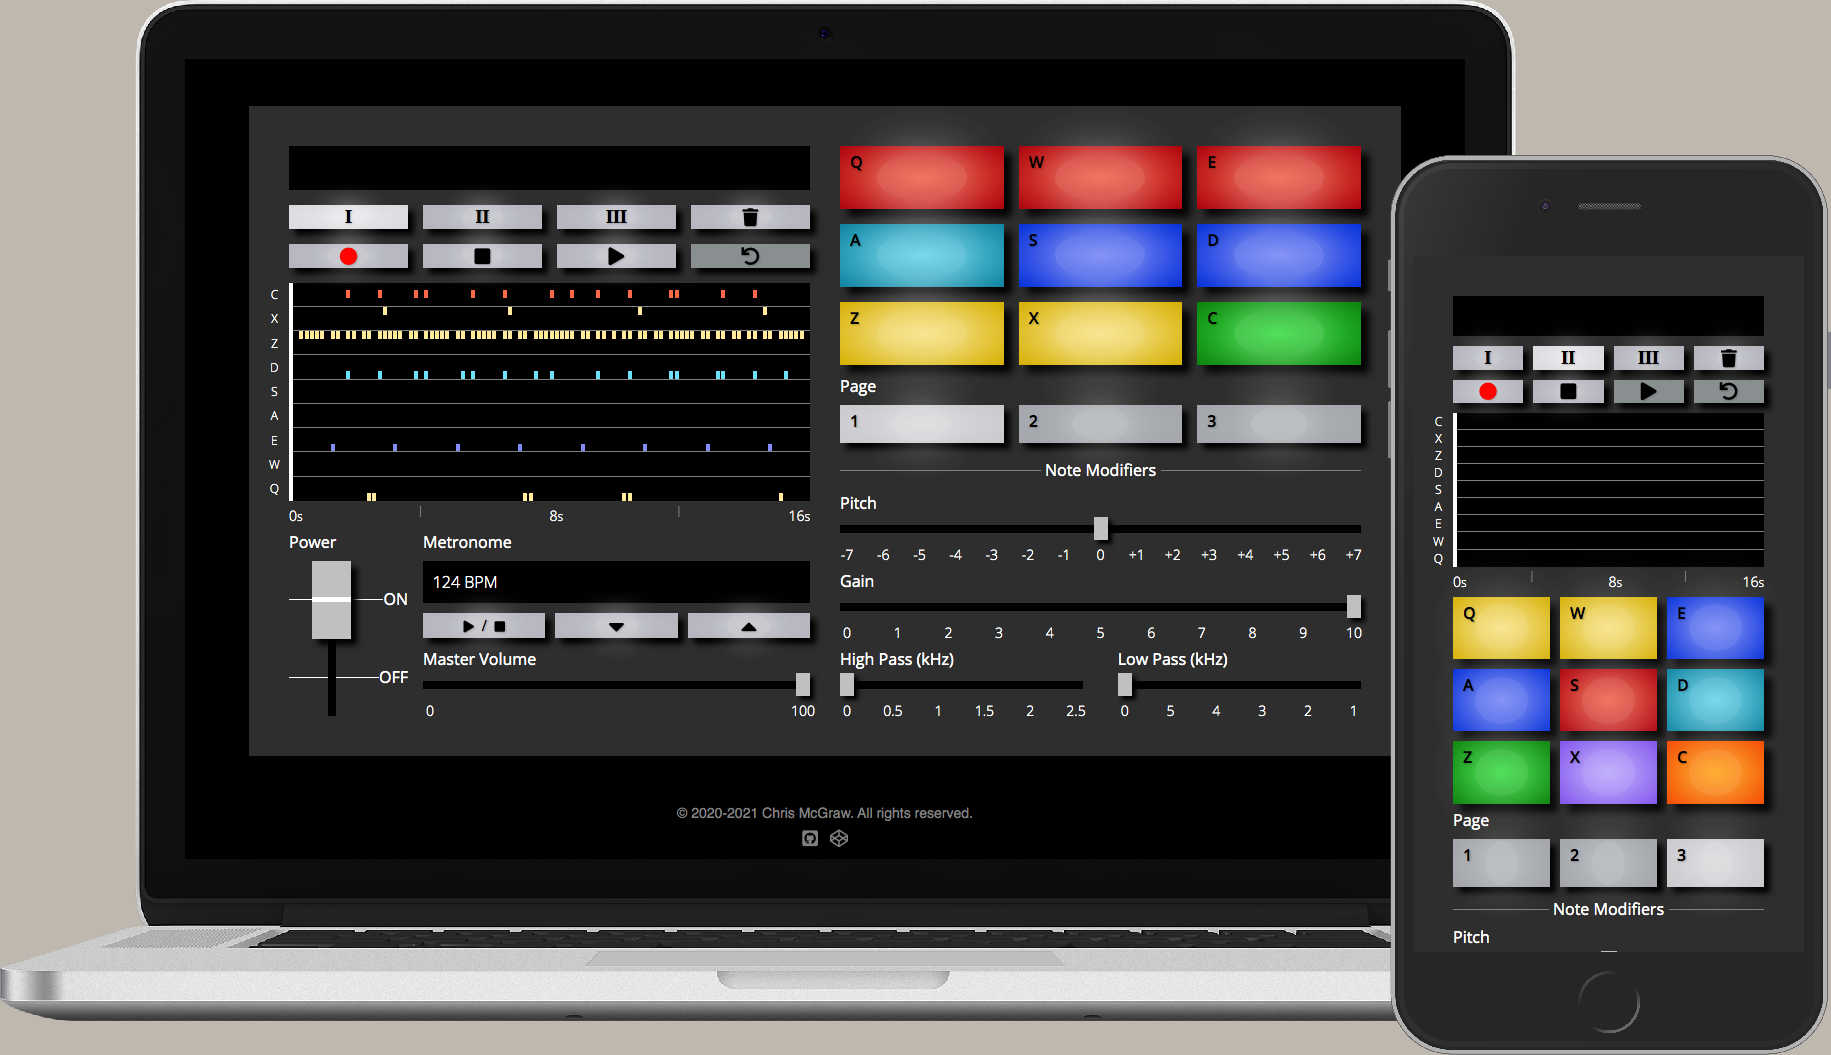 I II III
C
X
Z
D
S
A
E
W
Q
0s 8s 16s
Power
ON
OFF
Metronome
124 BPM
/
Master Volume
0 100
Q W E
A S D
Z X C
Page
1 2 3
Note Modifiers
Pitch
-7 -6 -5 -4 -3 -2 -1 0 +1 +2 +3 +4 +5 +6 +7
Gain
0 1 2 3 4 5 6 7 8 9 10
High Pass (kHz) Low Pass (kHz)
0 0.5 1 1.5 2 2.5 0 5 4 3 2 1
© 2020-2021 Chris McGraw. All rights reserved.
I II III
C
X
Z
D
S
A
E
W
Q
0s 8s 16s
Q W E
A S D
Z X C
Page
1 2 3
Note Modifiers
Pitch